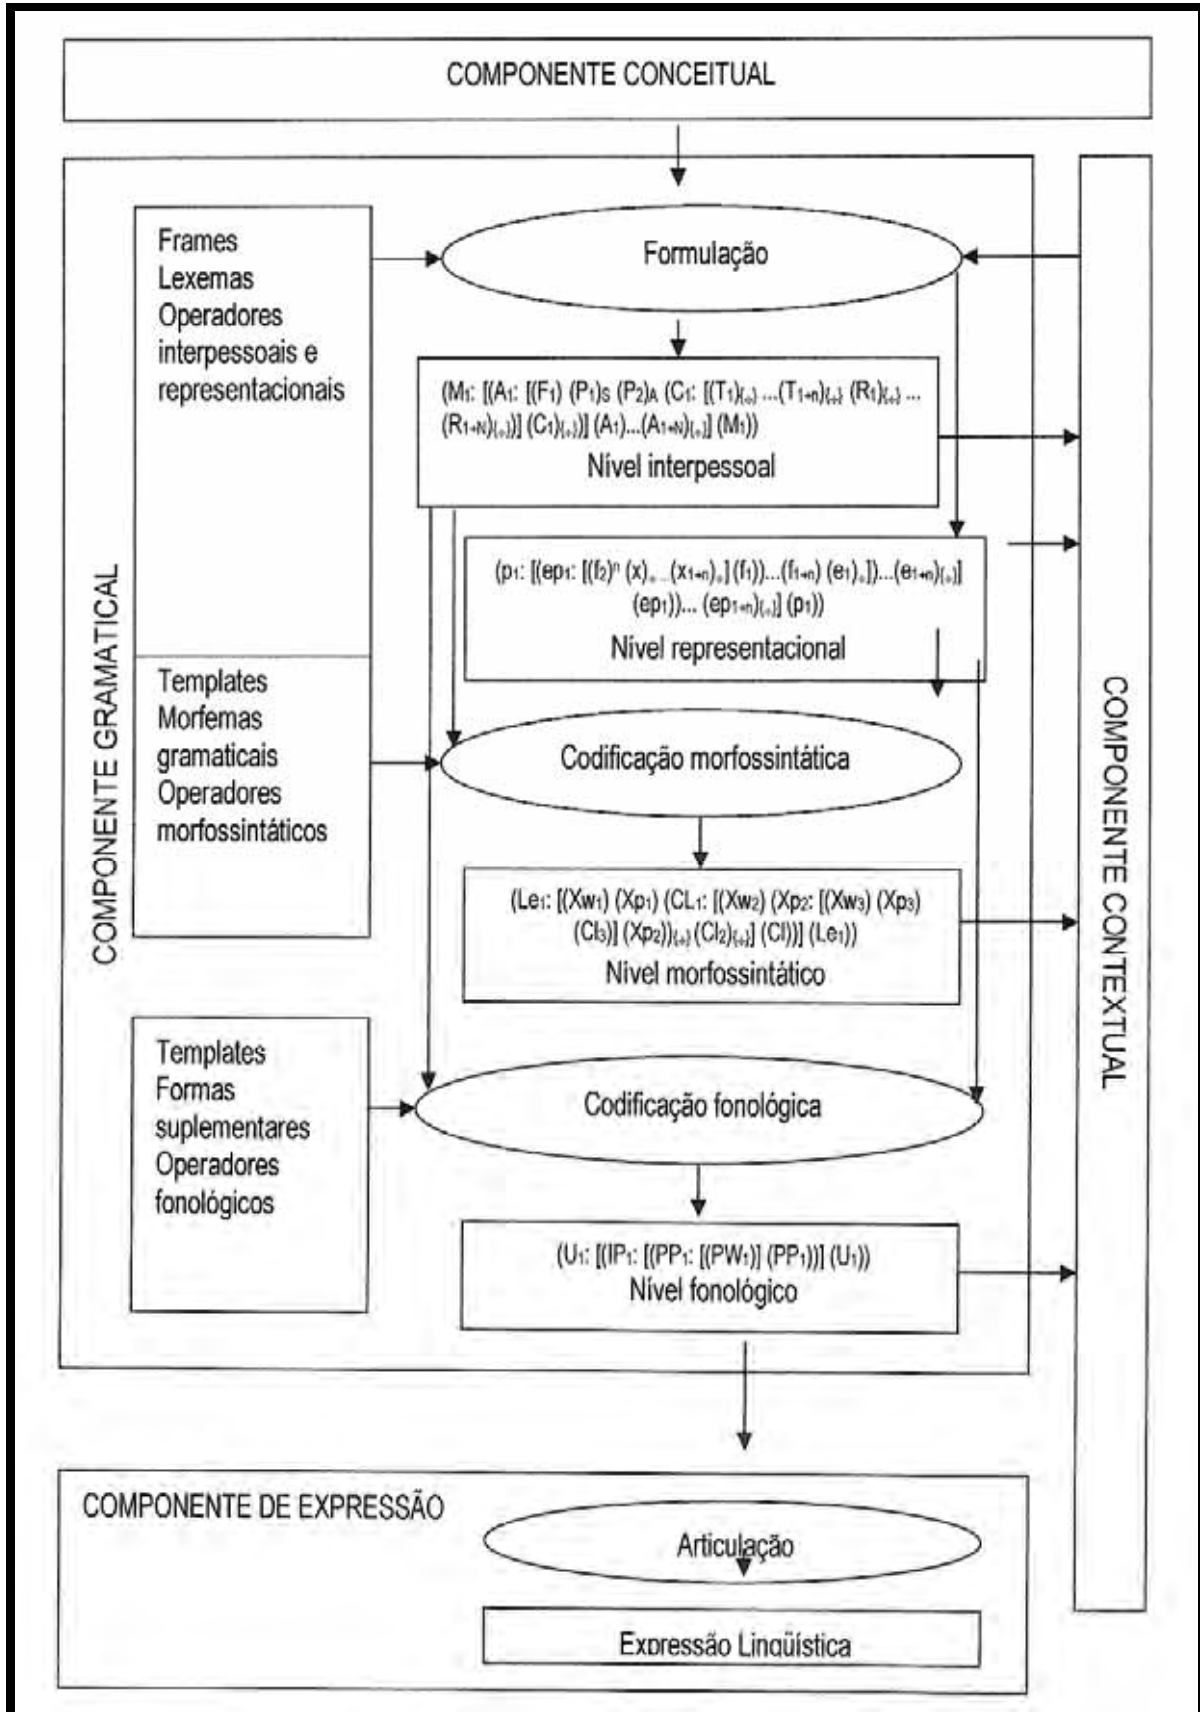 COMPONENTE CONCEITUAL
Frames
Lexemas
Operadores
interpessoais e
representacionais
Formulação
(M₁: [(A₁: [(F₁) (P₁)s (P₂)A (C₁: [(T₁){₊} ...(T₁₊n){₊} (R₁){₊} ...
(R₁₊N){₊})] (C₁){₊})] (A₁)...(A₁₊N){₊}] (M₁))
Nível interpessoal
(p₁: [(ep₁: [(f₂)ⁿ (x)₊ ... (x₁₊n)₊] (f₁))...(f₁₊n) (e₁)₊])...(e₁₊n){₊}]
(ep₁))... (ep₁₊n){₊}] (p₁))
Nível representacional
COMPONENTE GRAMATICAL
Templates
Morfemas
gramaticais
Operadores
morfossintáticos
Codificação morfossintática
(Le₁: [(Xw₁) (Xp₁) (CL₁: [(Xw₂) (Xp₂: [(Xw₃) (Xp₃)
(Cl₃)] (Xp₂)){₊} (Cl₂){₊}] (Cl))] (Le₁))
Nível morfossintático
COMPONENTE CONTEXTUAL
Templates
Formas
suplementares
Operadores
fonológicos
Codificação fonológica
(U₁: [(IP₁: [(PP₁: [(PW₁)] (PP₁))] (U₁))
Nível fonológico
COMPONENTE DE EXPRESSÃO
Articulação
Expressão Lingüística